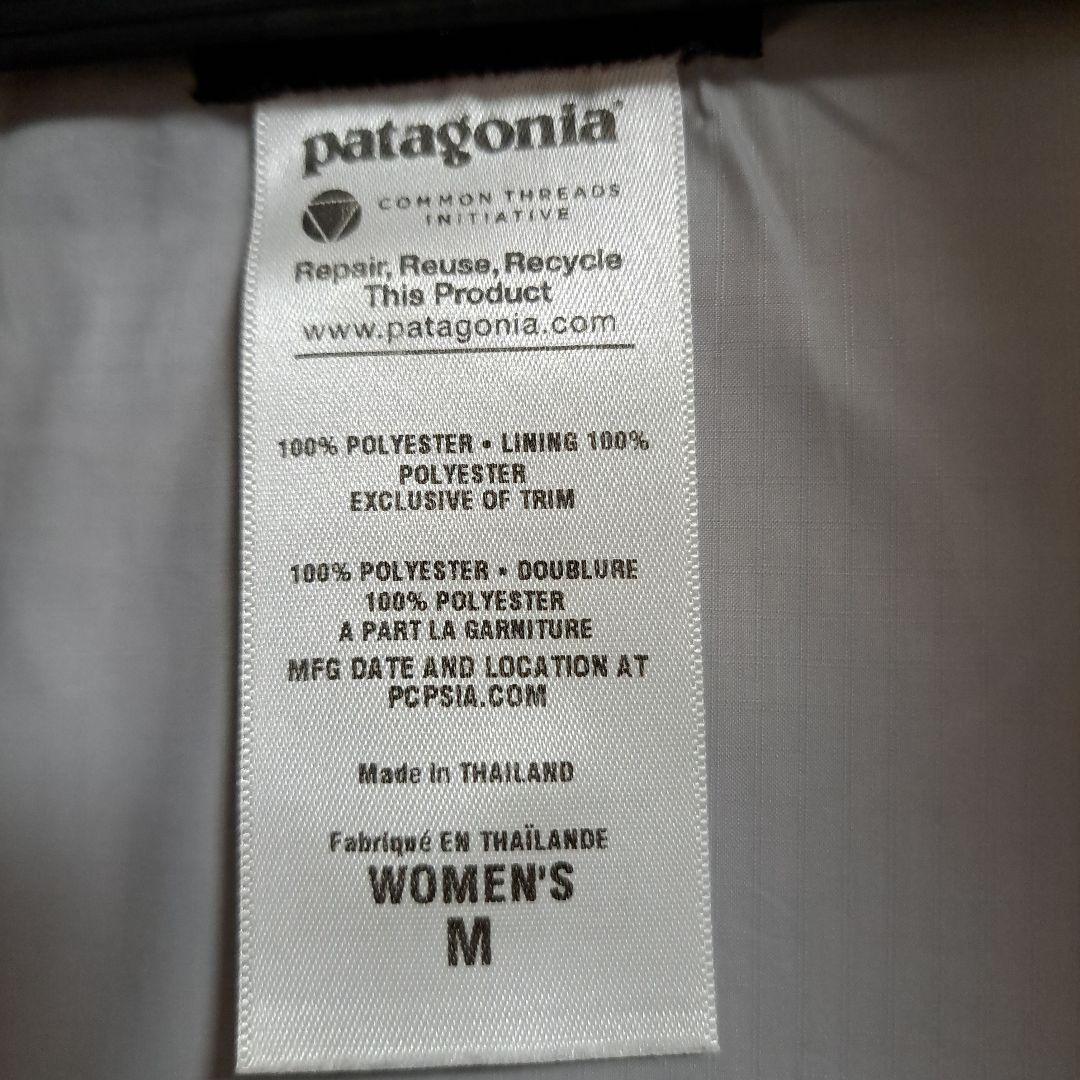 patagonia®
COMMON THREADS
INITIATIVE
Repair, Reuse, Recycle
This Product
www.patagonia.com
100% POLYESTER • LINING 100%
POLYESTER
EXCLUSIVE OF TRIM
100% POLYESTER • DOUBLURE
100% POLYESTER
A PART LA GARNITURE
MFG DATE AND LOCATION AT
PCPSIA.COM
Made in THAILAND
Fabriqué EN THAÏLANDE
WOMEN'S
M